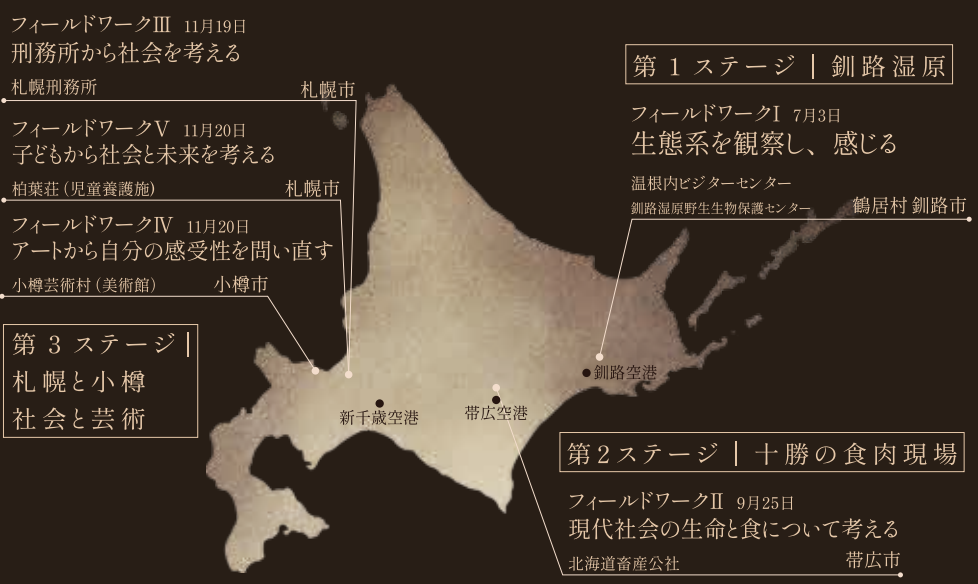 フィールドワークⅢ 11月19日
刑務所から社会を考える
札幌刑務所 札幌市
フィールドワークⅤ 11月20日
子どもから社会と未来を考える
柏葉荘（児童養護施） 札幌市
フィールドワークⅣ 11月20日
アートから自分の感受性を問い直す
小樽芸術村（美術館） 小樽市
第3ステージ｜
札幌と小樽
社会と芸術
第1ステージ｜釧路湿原
フィールドワークⅠ 7月3日
生態系を観察し、感じる
温根内ビジターセンター
釧路湿原野生生物保護センター 鶴居村 釧路市
釧路空港
新千歳空港
帯広空港
第2ステージ｜十勝の食肉現場
フィールドワークⅡ 9月25日
現代社会の生命と食について考える
北海道畜産公社 帯広市